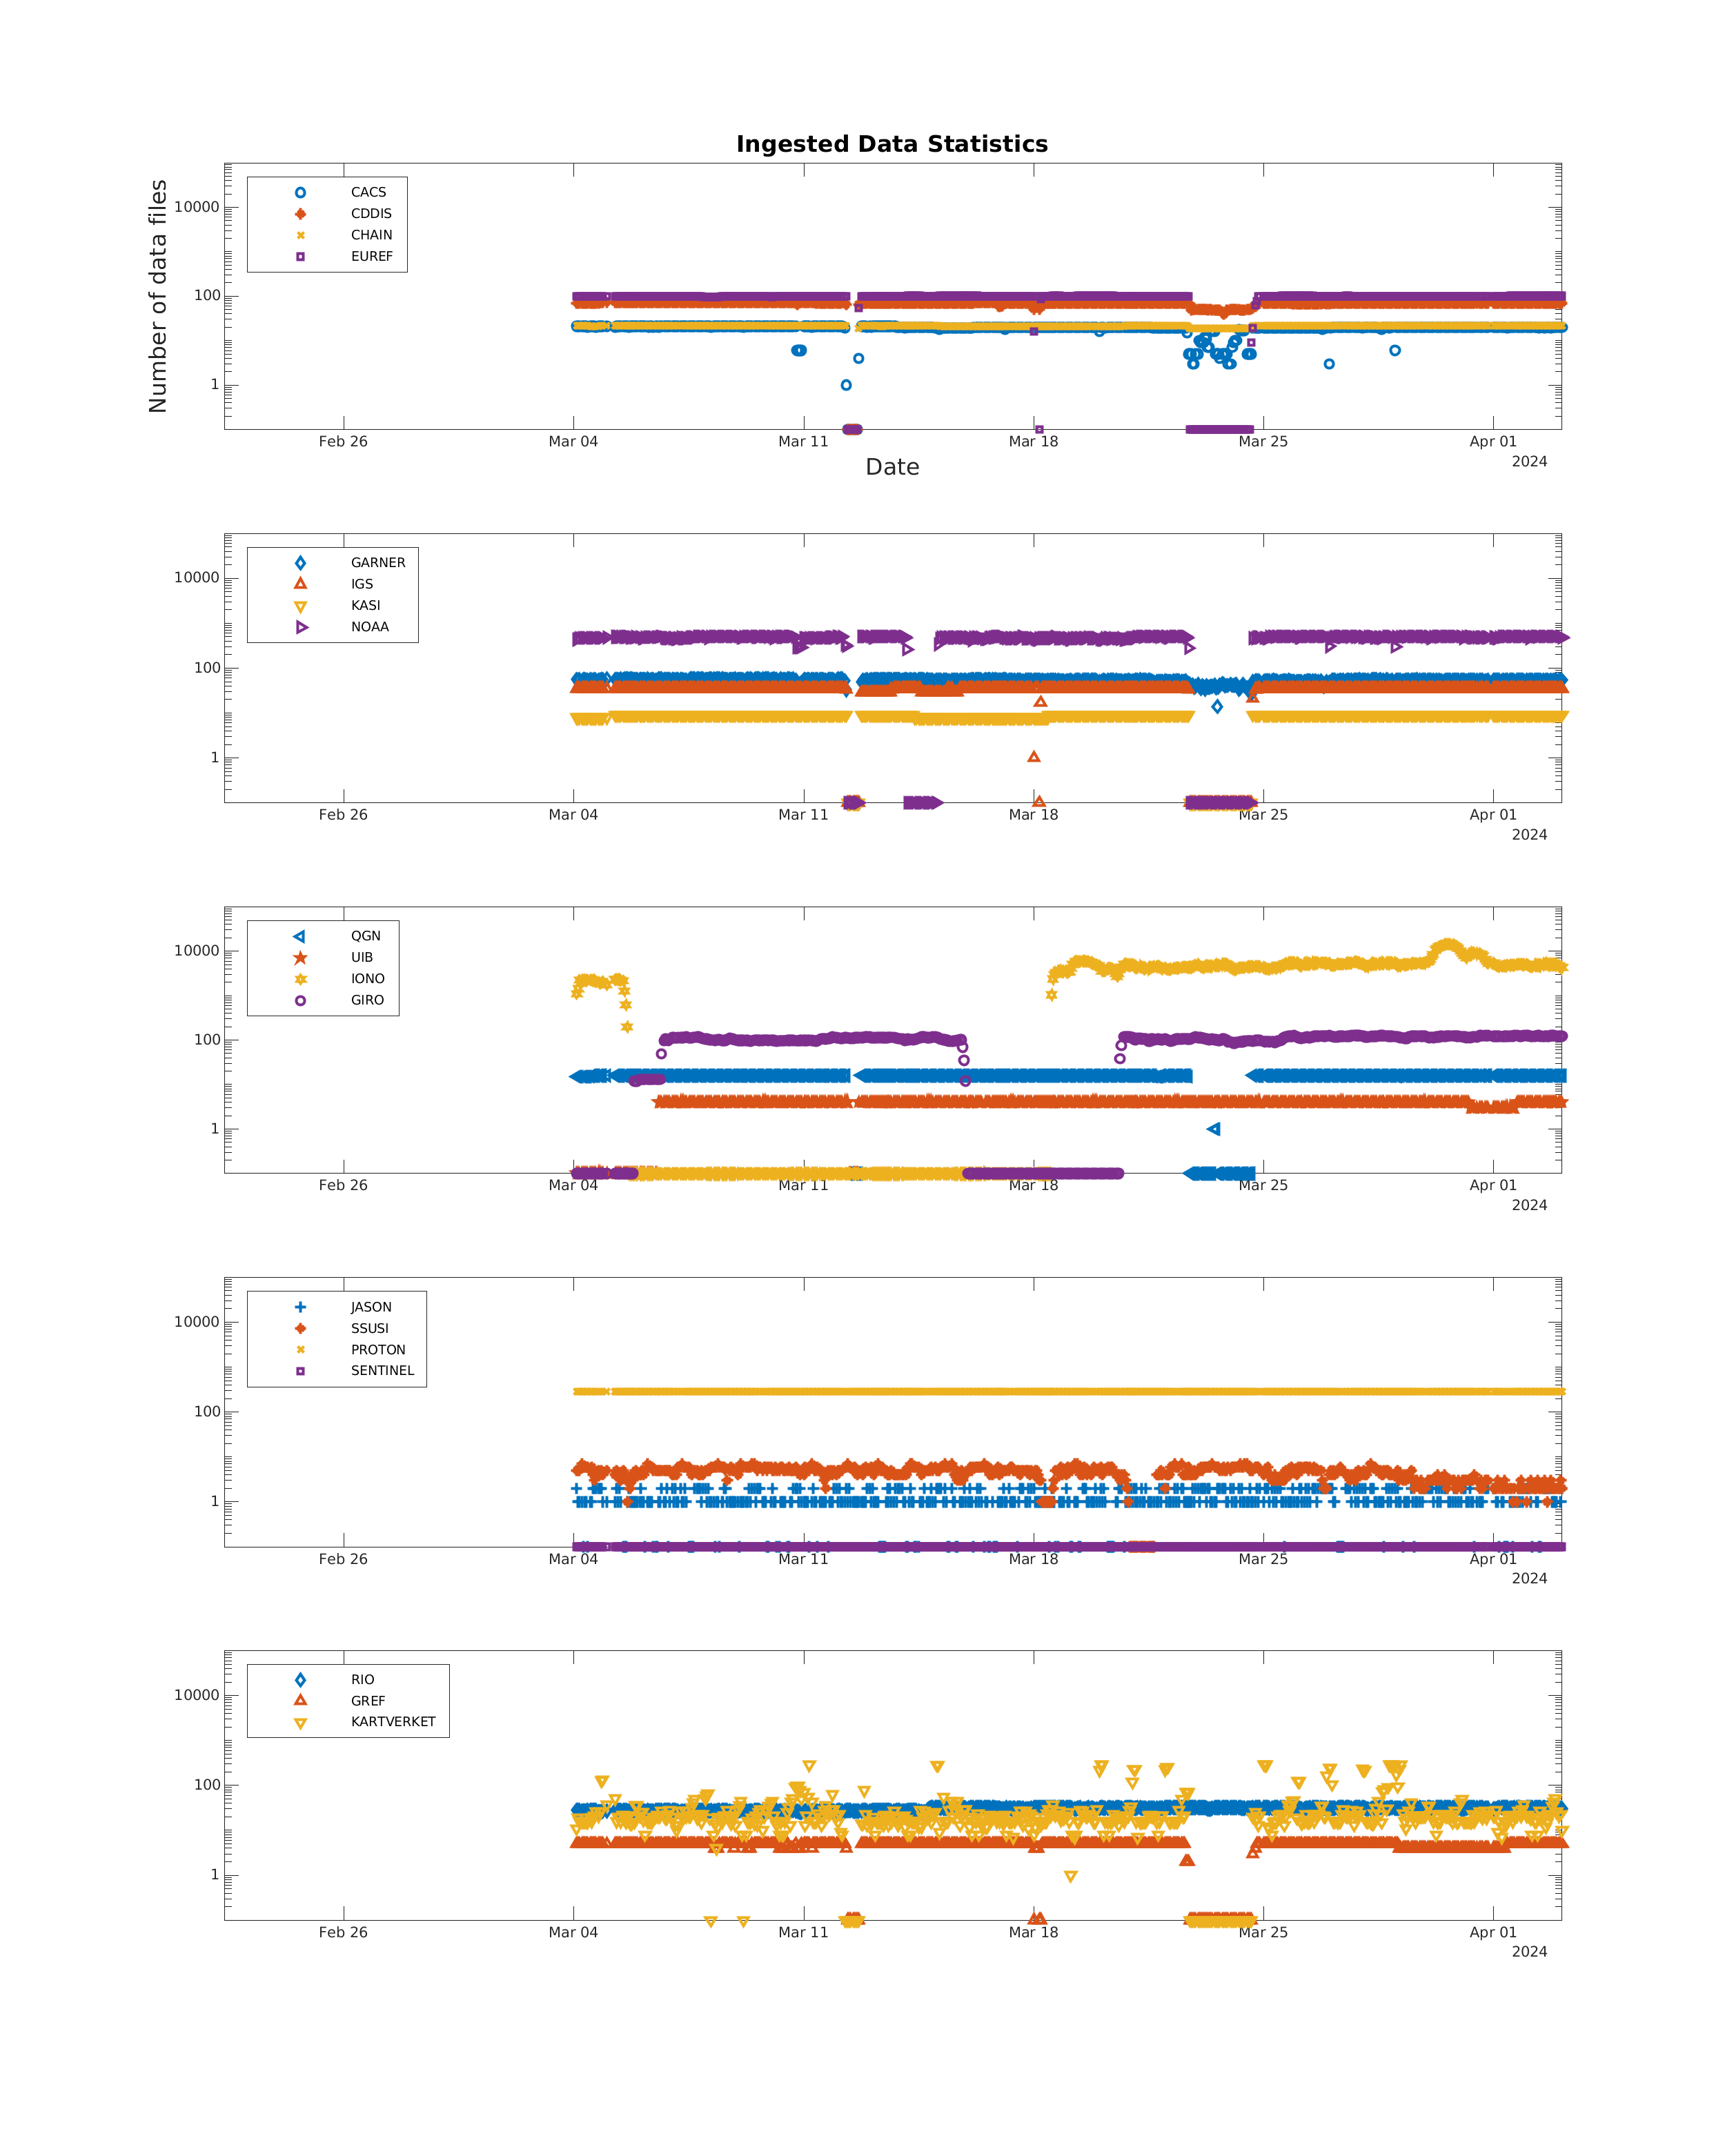 Ingested Data Statistics
Number of data files
10000
100
1
CACS
CDDIS
CHAIN
EUREF
Feb 26 Mar 04 Mar 11 Mar 18 Mar 25 Apr 01
2024
Date
10000
100
1
GARNER
IGS
KASI
NOAA
Feb 26 Mar 04 Mar 11 Mar 18 Mar 25 Apr 01
2024
10000
100
1
QGN
UIB
IONO
GIRO
Feb 26 Mar 04 Mar 11 Mar 18 Mar 25 Apr 01
2024
10000
100
1
JASON
SSUSI
PROTON
SENTINEL
Feb 26 Mar 04 Mar 11 Mar 18 Mar 25 Apr 01
2024
10000
100
1
RIO
GREF
KARTVERKET
Feb 26 Mar 04 Mar 11 Mar 18 Mar 25 Apr 01
2024